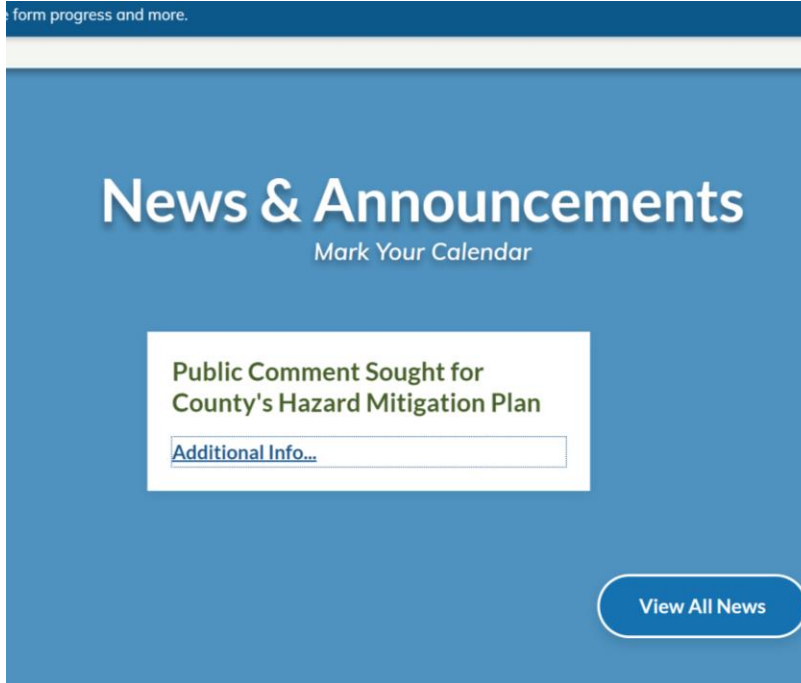 form progress and more.
News & Announcements
Mark Your Calendar
Public Comment Sought for
County's Hazard Mitigation Plan
Additional Info...
View All News